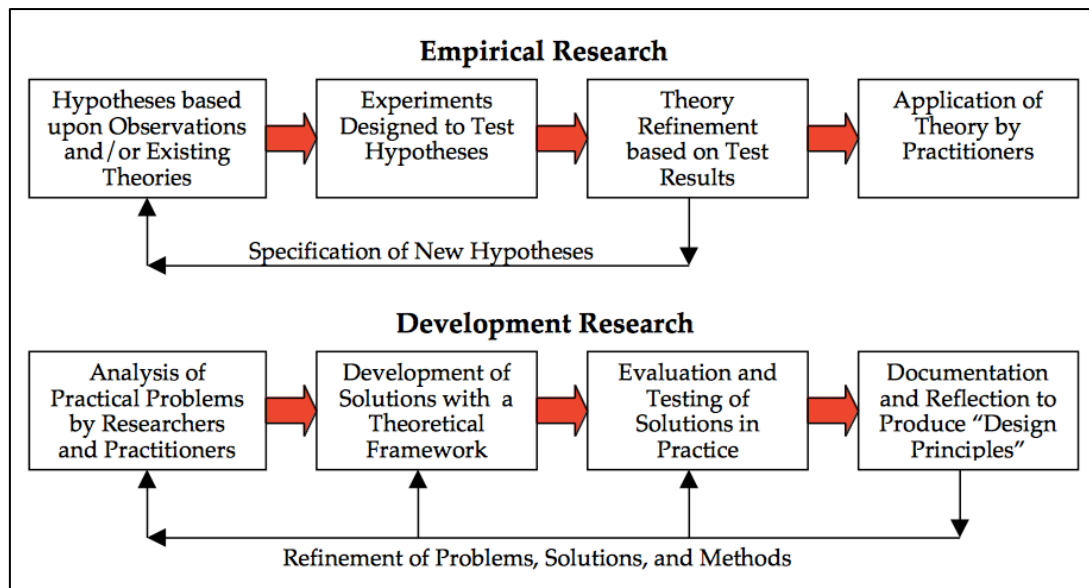 Empirical Research
Hypotheses based
upon Observations
and/or Existing
Theories
Experiments
Designed to Test
Hypotheses
Theory
Refinement
based on Test
Results
Application of
Theory by
Practitioners
Specification of New Hypotheses
Development Research
Analysis of
Practical Problems
by Researchers
and Practitioners
Development of
Solutions with a
Theoretical
Framework
Evaluation and
Testing of
Solutions in
Practice
Documentation
and Reflection to
Produce “Design
Principles”
Refinement of Problems, Solutions, and Methods